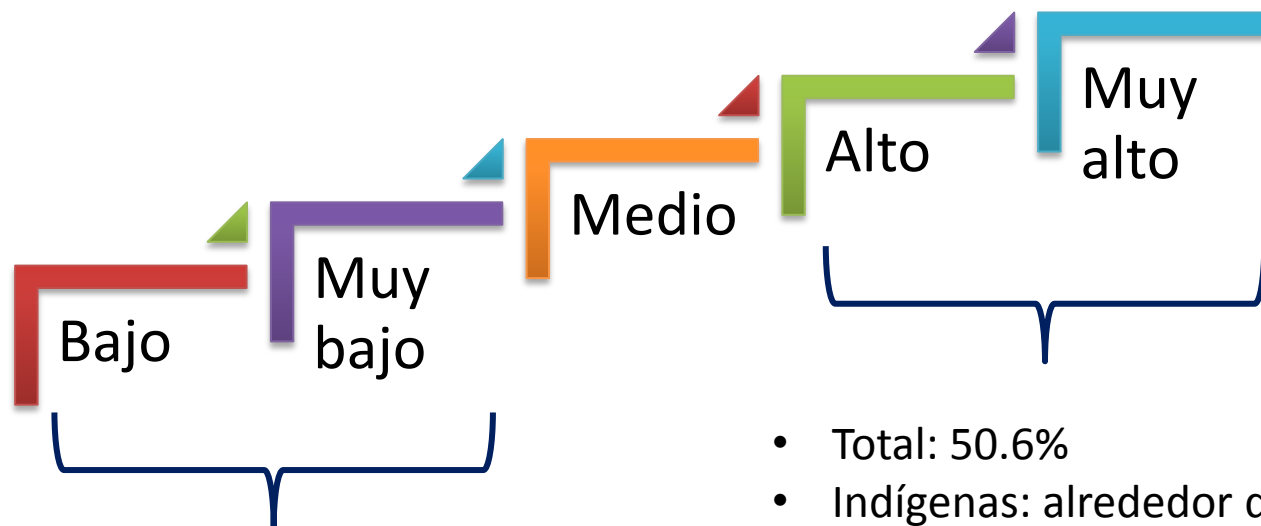 Bajo
Muy
bajo
Medio
Alto
Muy
alto
• Total: 50.6%
• Indígenas: alrededor